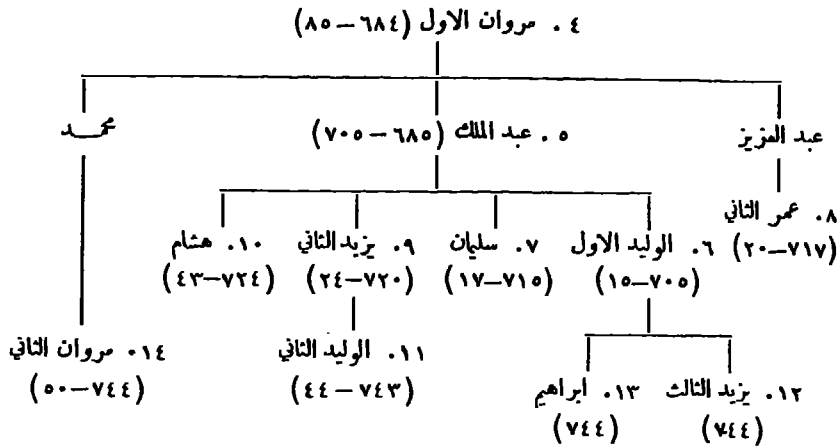 ٤ . مروان الاول (٦٨٤–٨٥)
عبد العزيز
٥ . عبد الملك (٦٨٥–٧٠٥)
محمد
٨. عمر الثاني
(٧١٧–٢٠)
٦. الوليد الاول
(٧٠٥–١٥)
٧. سليمان
(٧١٥–١٧)
٩. يزيد الثاني
(٧٢٠–٢٤)
١٠. هشام
(٧٢٤–٤٣)
١١. الوليد الثاني
(٧٤٣–٤٤)
١٤. مروان الثاني
(٧٤٤–٥٠)
١٢. يزيد الثالث
(٧٤٤)
١٣. ابراهيم
(٧٤٤)